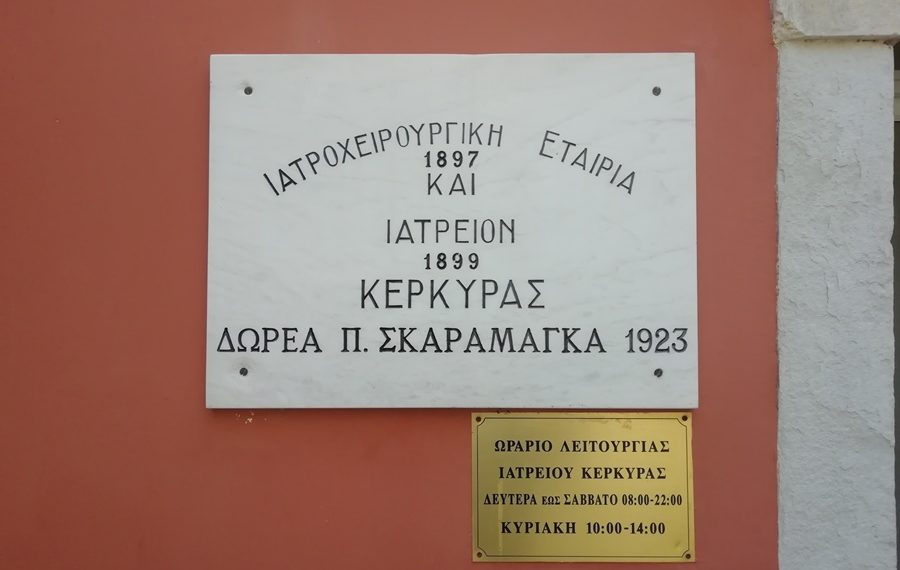 ΙΑΤΡΟΧΕΙΡΟΥΡΓΙΚΗ ΕΤΑΙΡΙΑ
1897
ΚΑΙ
ΙΑΤΡΕΙΟΝ
1899
ΚΕΡΚΥΡΑΣ
ΔΩΡΕΑ Π. ΣΚΑΡΑΜΑΓΚΑ 1923
ΩΡΑΡΙΟ ΛΕΙΤΟΥΡΓΙΑΣ
ΙΑΤΡΕΙΟΥ ΚΕΡΚΥΡΑΣ
ΔΕΥΤΕΡΑ ΕΩΣ ΣΑΒΒΑΤΟ 08:00-22:00
ΚΥΡΙΑΚΗ 10:00-14:00